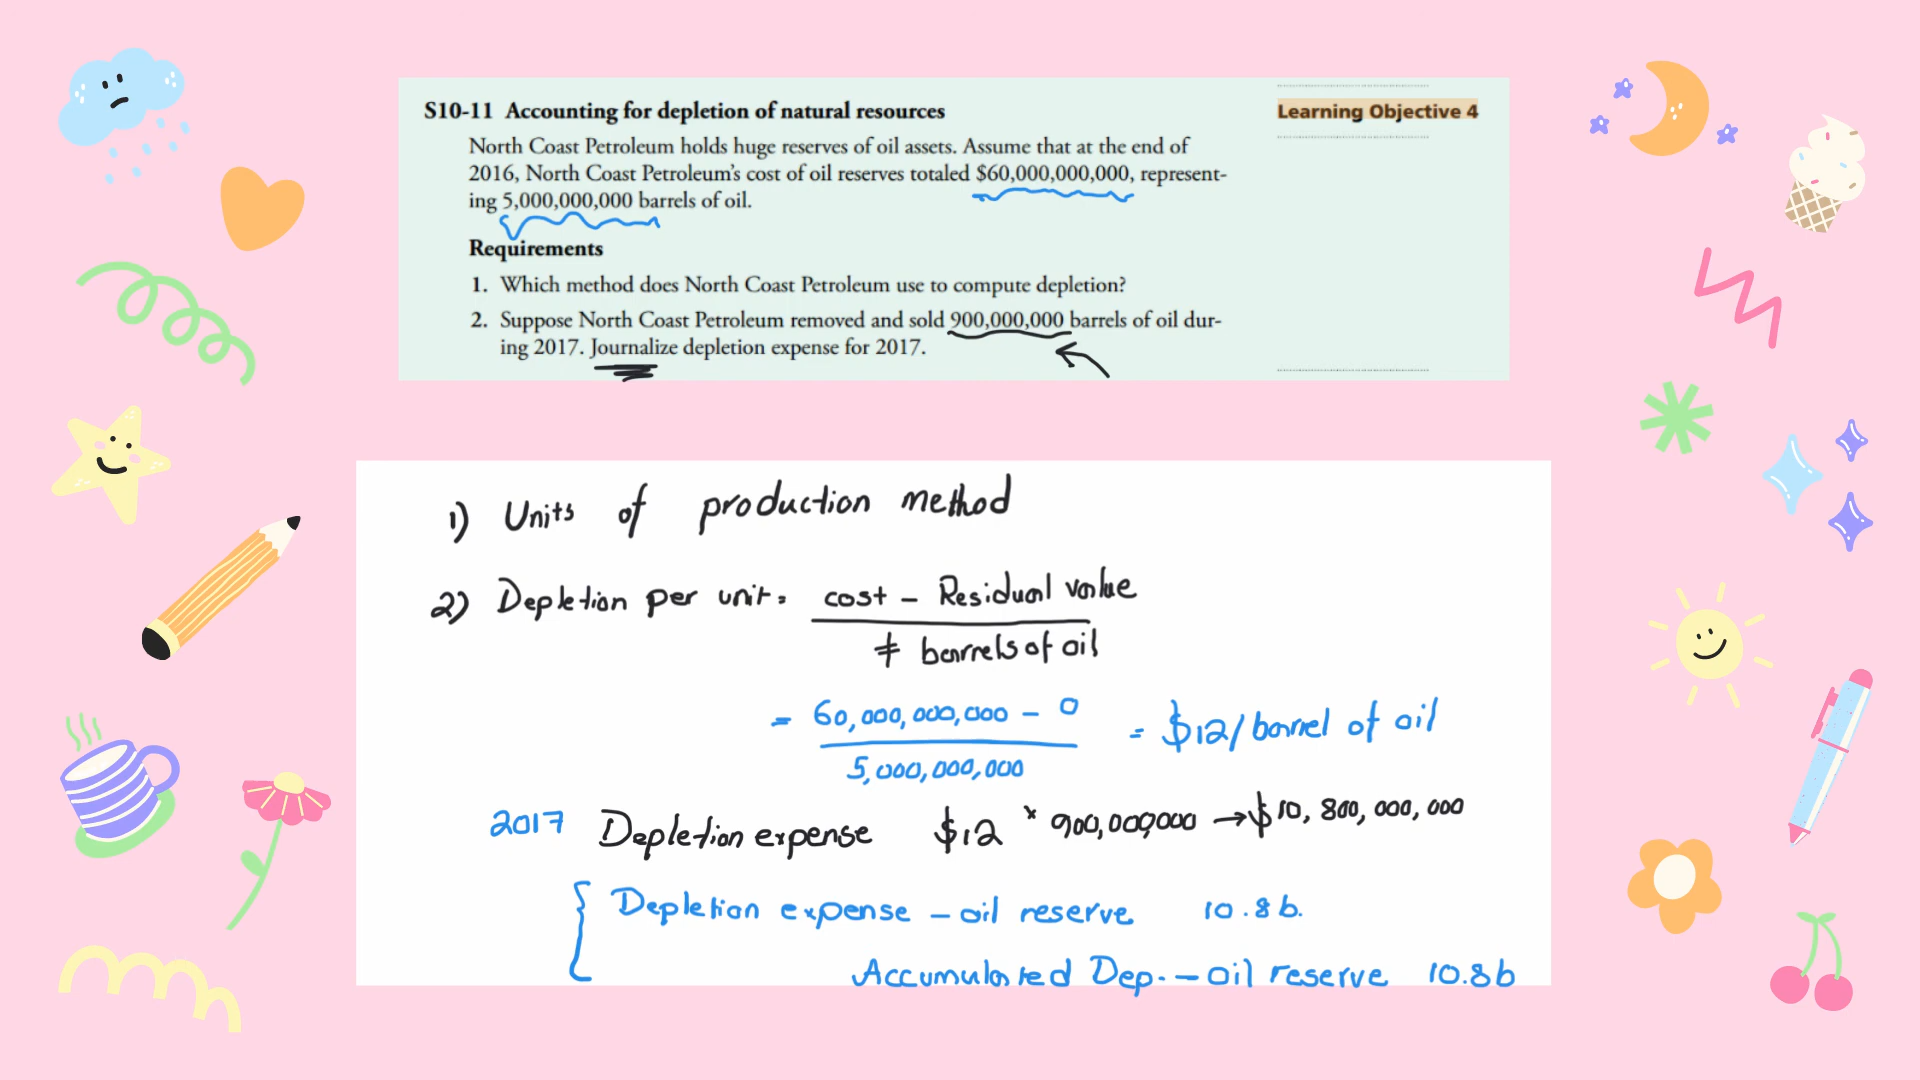 S10-11 Accounting for depletion of natural resources
Learning Objective 4
North Coast Petroleum holds huge reserves of oil assets. Assume that at the end of
2016, North Coast Petroleum's cost of oil reserves totaled $60,000,000,000, represent-
ing 5,000,000,000 barrels of oil.
Requirements
1. Which method does North Coast Petroleum use to compute depletion?
2. Suppose North Coast Petroleum removed and sold 900,000,000 barrels of oil dur-
ing 2017. Journalize depletion expense for 2017.
1) Units of production method
2) Depletion per unit = cost - Residual value
# barrels of oil
= 60,000,000,000 - 0 = $12/barrel of oil
5,000,000,000
2017 Depletion expense $12 × 900,000,000 → $10,800,000,000
Depletion expense - oil reserve 10.8 b.
Accumulated Dep. - oil reserve 10.8b